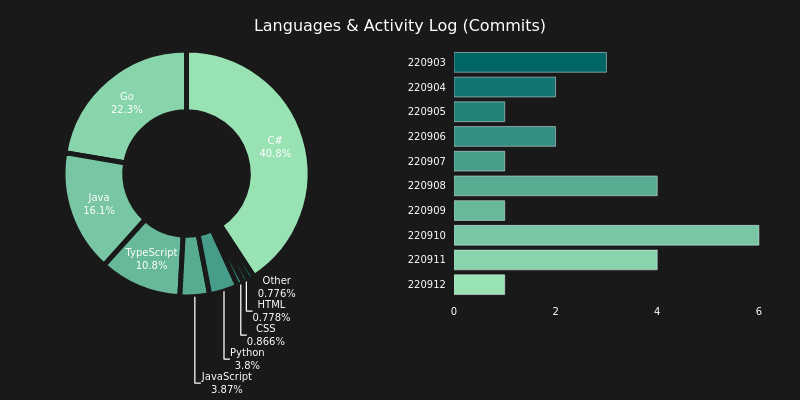 Languages & Activity Log (Commits)
C#
40.8%
Go
22.3%
Java
16.1%
TypeScript
10.8%
Other
0.776%
HTML
0.778%
CSS
0.866%
Python
3.8%
JavaScript
3.87%
220903
220904
220905
220906
220907
220908
220909
220910
220911
220912
0 2 4 6